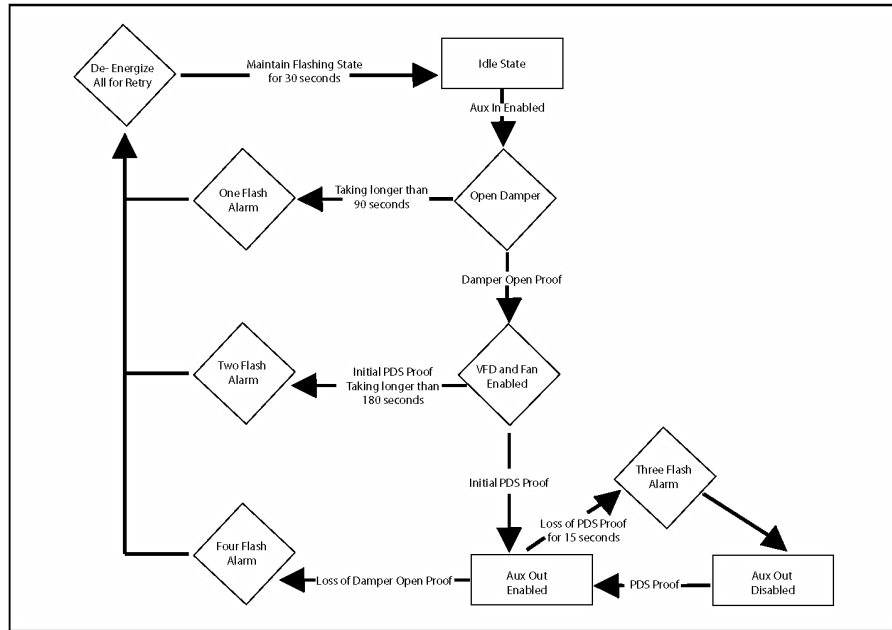 De- Energize
All for Retry
Maintain Flashing State
for 30 seconds
Idle State
Aux In Enabled
One Flash
Alarm
Taking longer than
90 seconds
Open Damper
Damper Open Proof
Two Flash
Alarm
Initial PDS Proof
Taking longer than
180 seconds
VFD and Fan
Enabled
Initial PDS Proof
Three Flash
Alarm
Loss of PDS Proof
for 15 seconds
Four Flash
Alarm
Loss of Damper Open Proof
Aux Out
Enabled
PDS Proof
Aux Out
Disabled